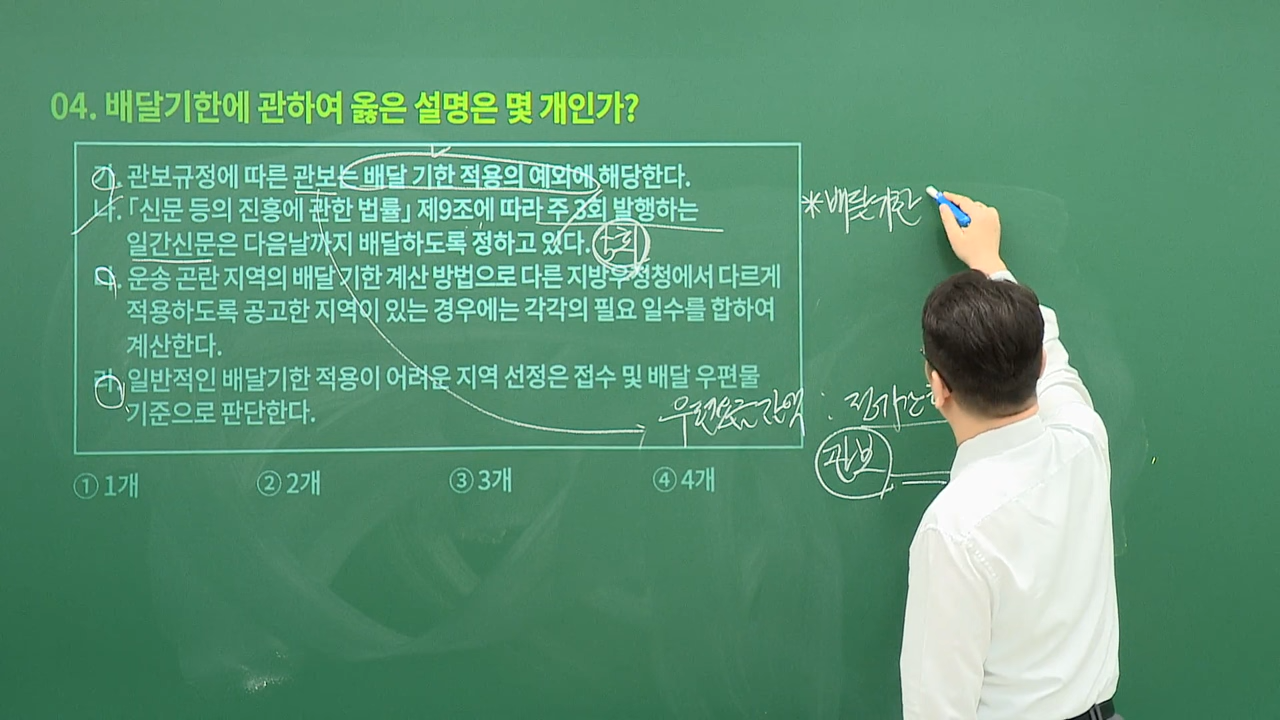 04. 배달기한에 관하여 옳은 설명은 몇 개인가?
가. 관보규정에 따른 관보는 배달 기한 적용의 예외에 해당한다.
나. 「신문 등의 진흥에 관한 법률」 제9조에 따라 주 3회 발행하는
일간신문은 다음날까지 배달하도록 정하고 있다. 5회
다. 운송 곤란 지역의 배달 기한 계산 방법으로 다른 지방우정청에서 다르게
적용하도록 공고한 지역이 있는 경우에는 각각의 필요 일수를 합하여
계산한다.
라. 일반적인 배달기한 적용이 어려운 지역 선정은 접수 및 배달 우편물
기준으로 판단한다.
① 1개 ② 2개 ③ 3개 ④ 4개
*배달기한
우편요금 감액 :
관보